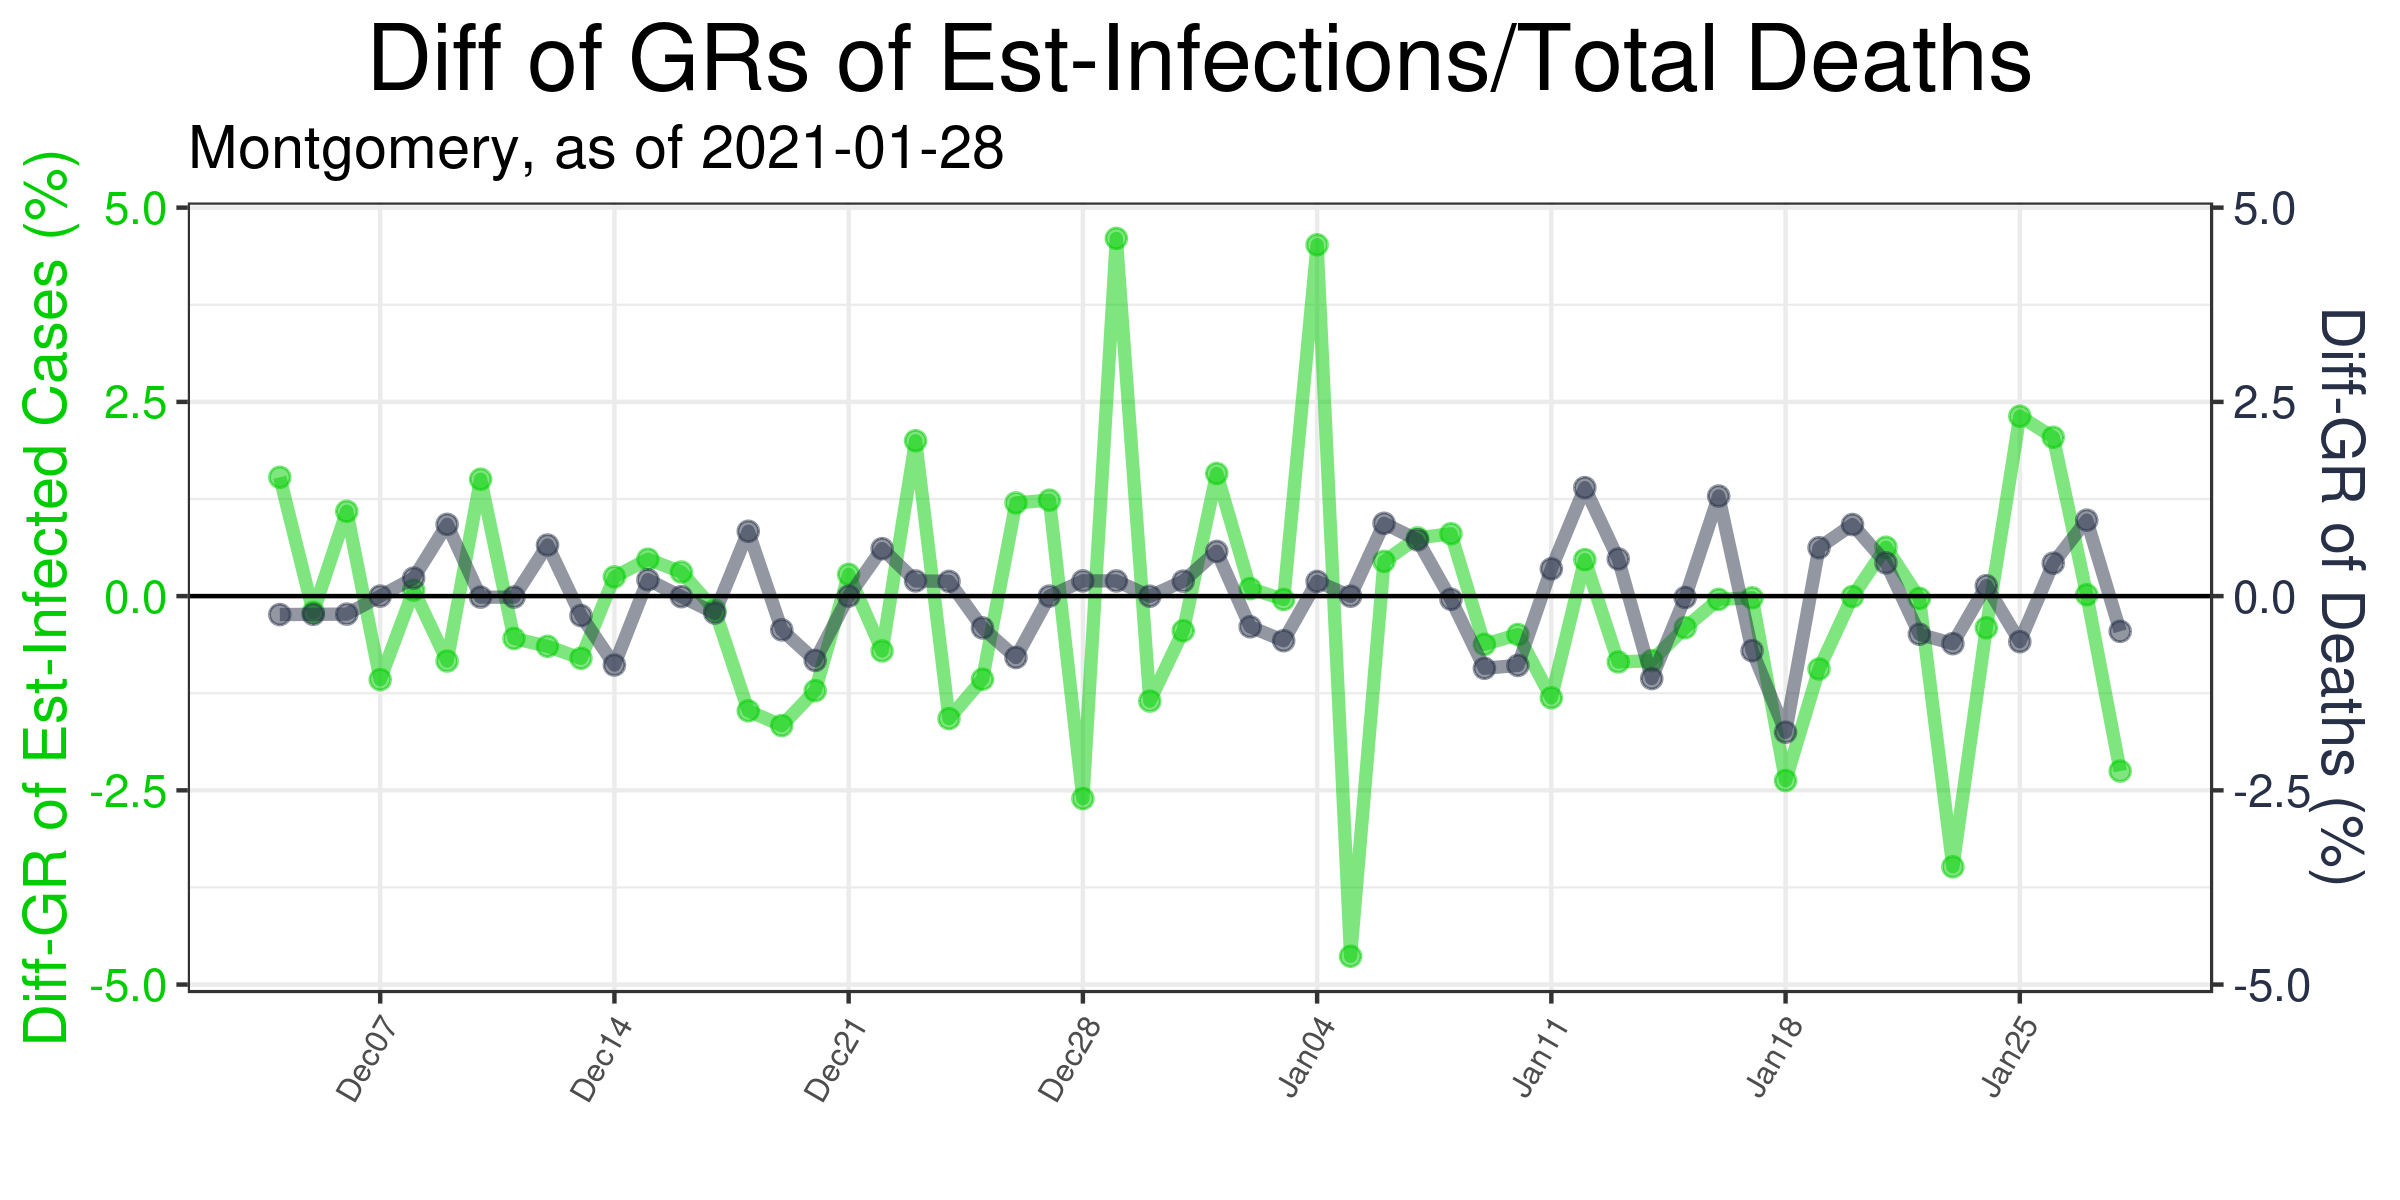 Diff of GRs of Est-Infections/Total Deaths
Montgomery, as of 2021-01-28
Diff-GR of Est-Infected Cases (%)
5.0
2.5
0.0
-2.5
-5.0
5.0
2.5
0.0
-2.5
-5.0
Diff-GR of Deaths (%)
Dec07
Dec14
Dec21
Dec28
Jan04
Jan11
Jan18
Jan25